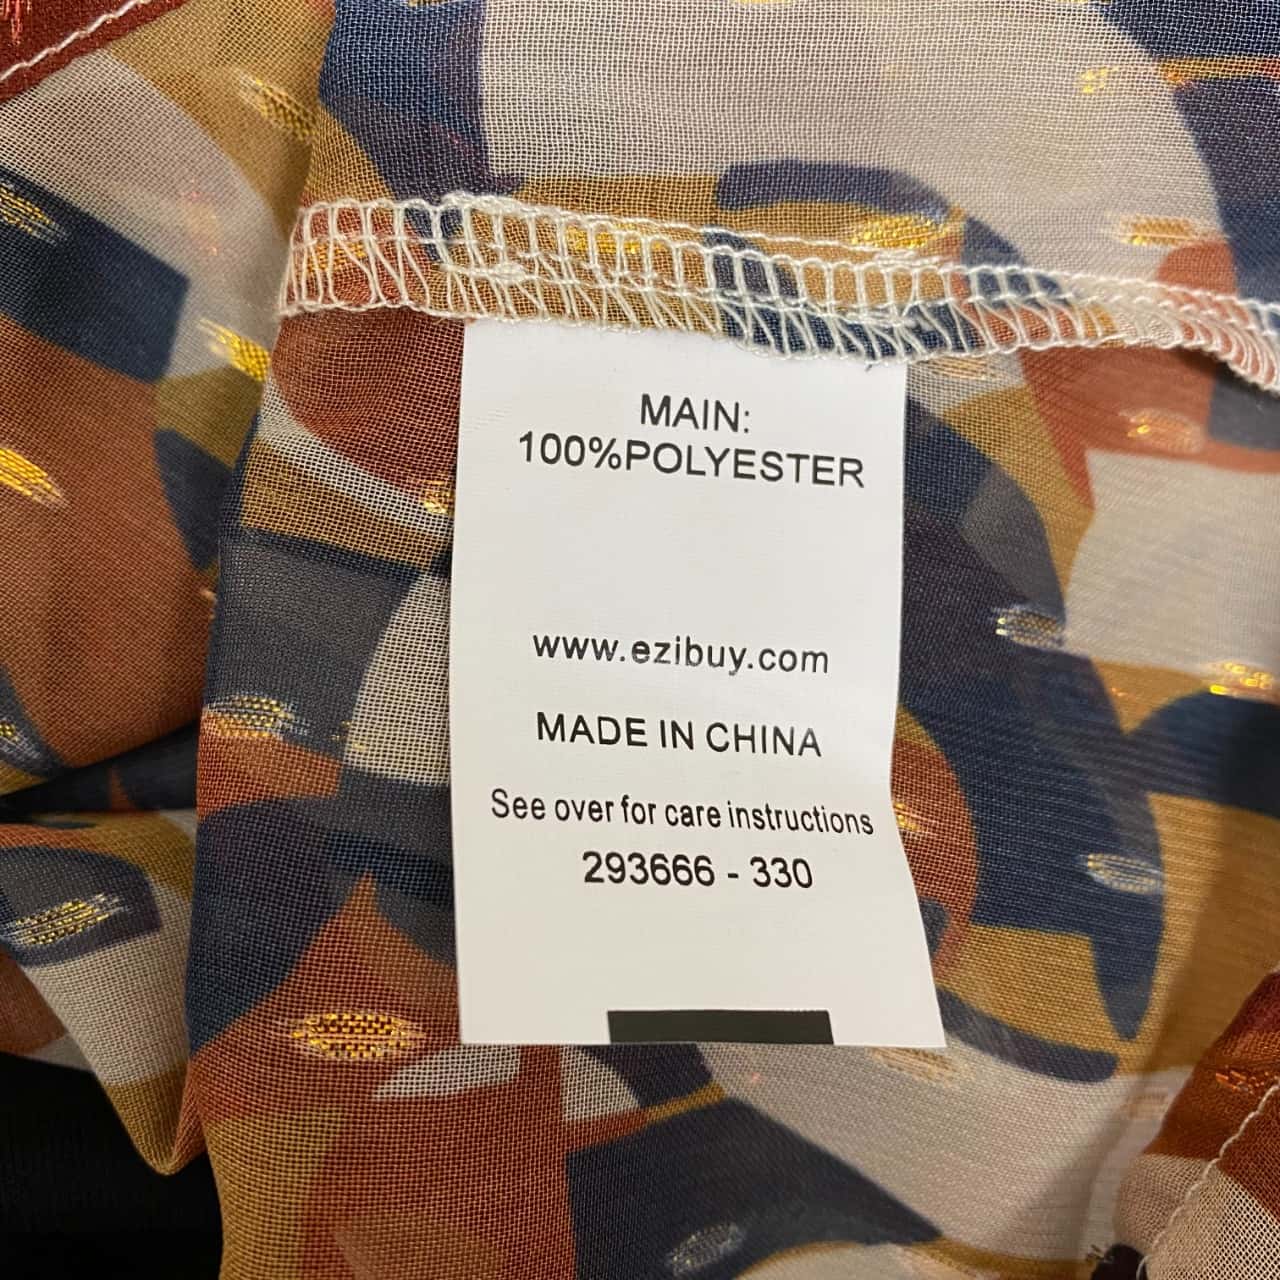 MAIN:
100%POLYESTER
www.ezibuy.com
MADE IN CHINA
See over for care instructions
293666 - 330